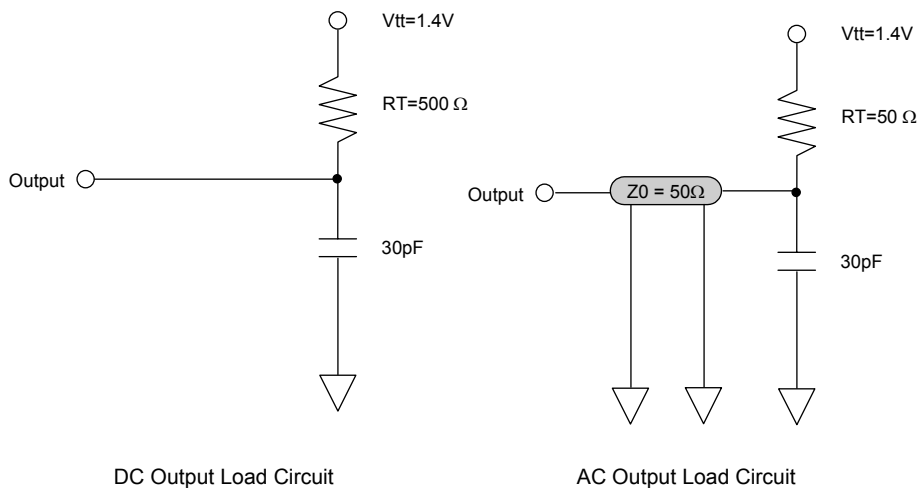 Vtt=1.4V
RT=500 Ω
Output
30pF
DC Output Load Circuit
Vtt=1.4V
RT=50 Ω
Output
Z0 = 50Ω
30pF
AC Output Load Circuit